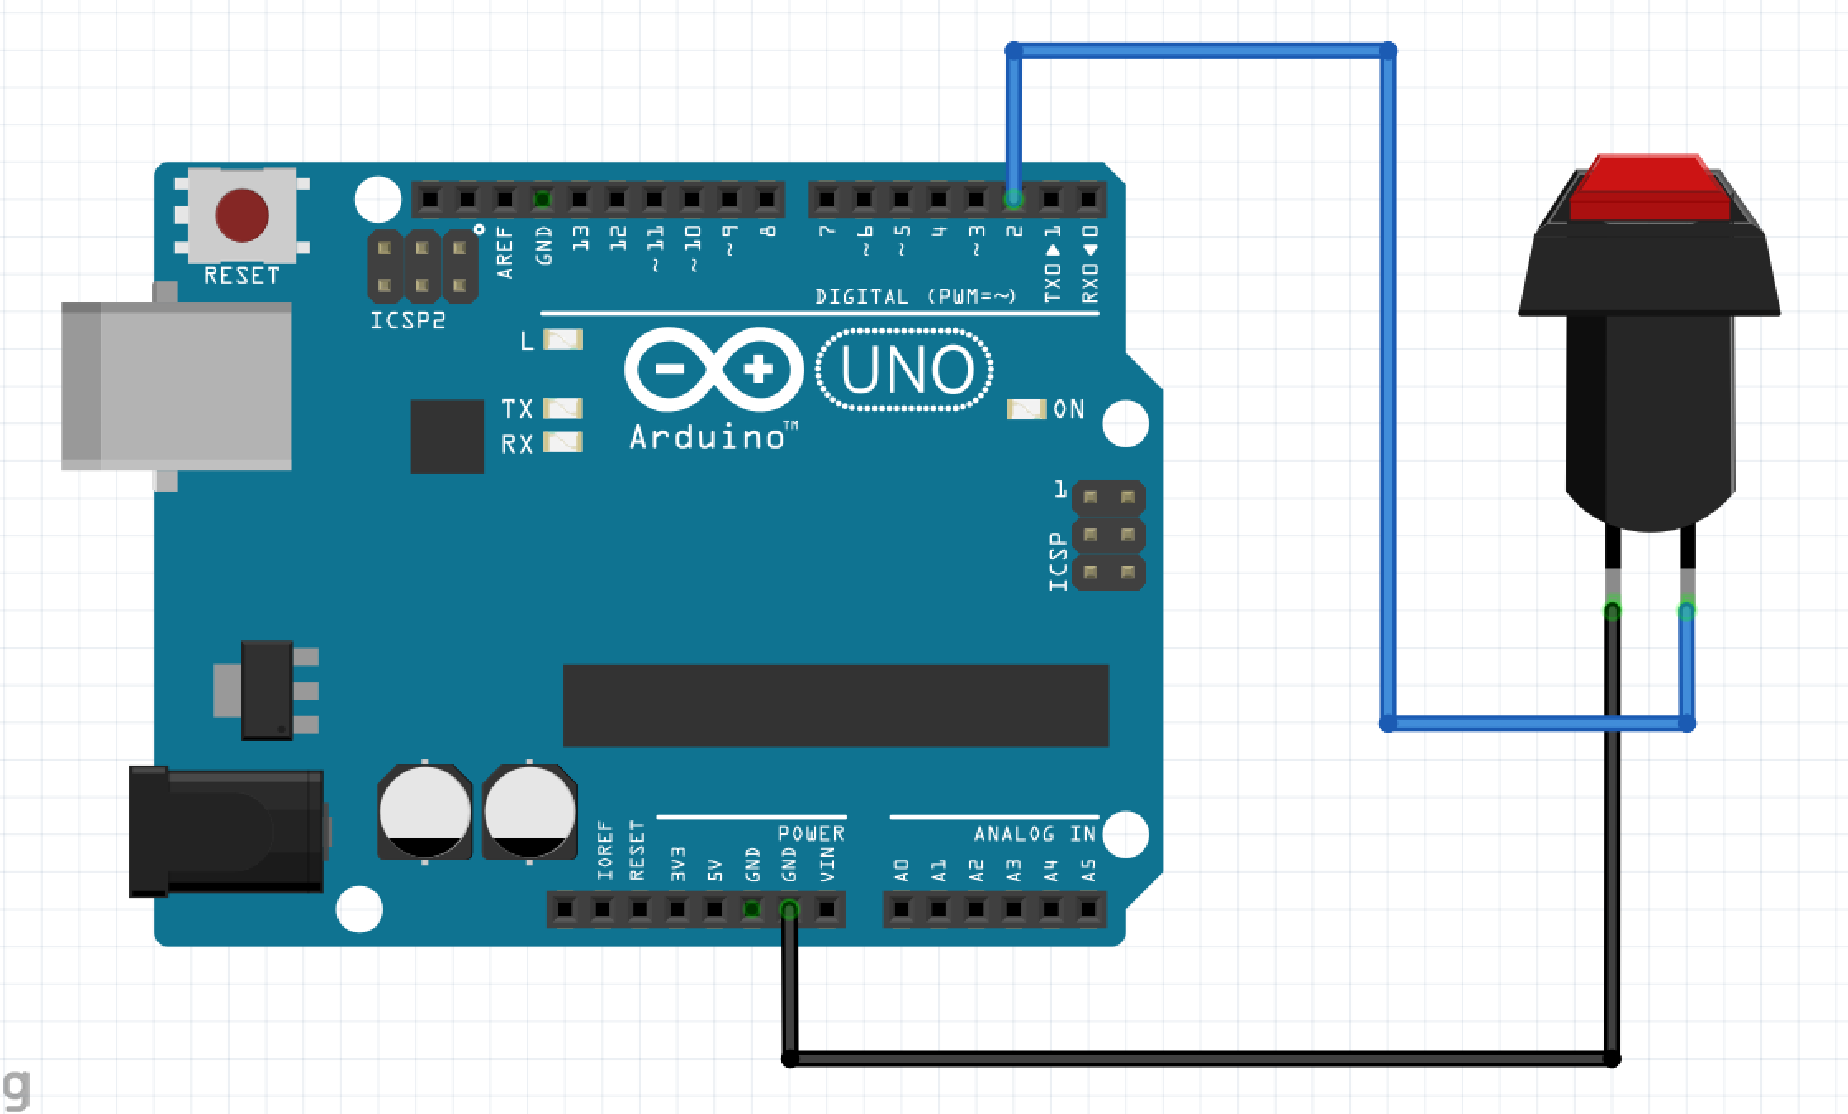 RESET
ICSP2
AREF
GND
13
12
~11
~10
~9
8
7
~6
~5
4
~3
2
TX0▶1
RX0◀0
DIGITAL (PWM=~)
L
TX
RX
UNO
Arduino™
ON
1
ICSP
IOREF
RESET
3V3
5V
GND
GND
VIN
POWER
A0
A1
A2
A3
A4
A5
ANALOG IN
g